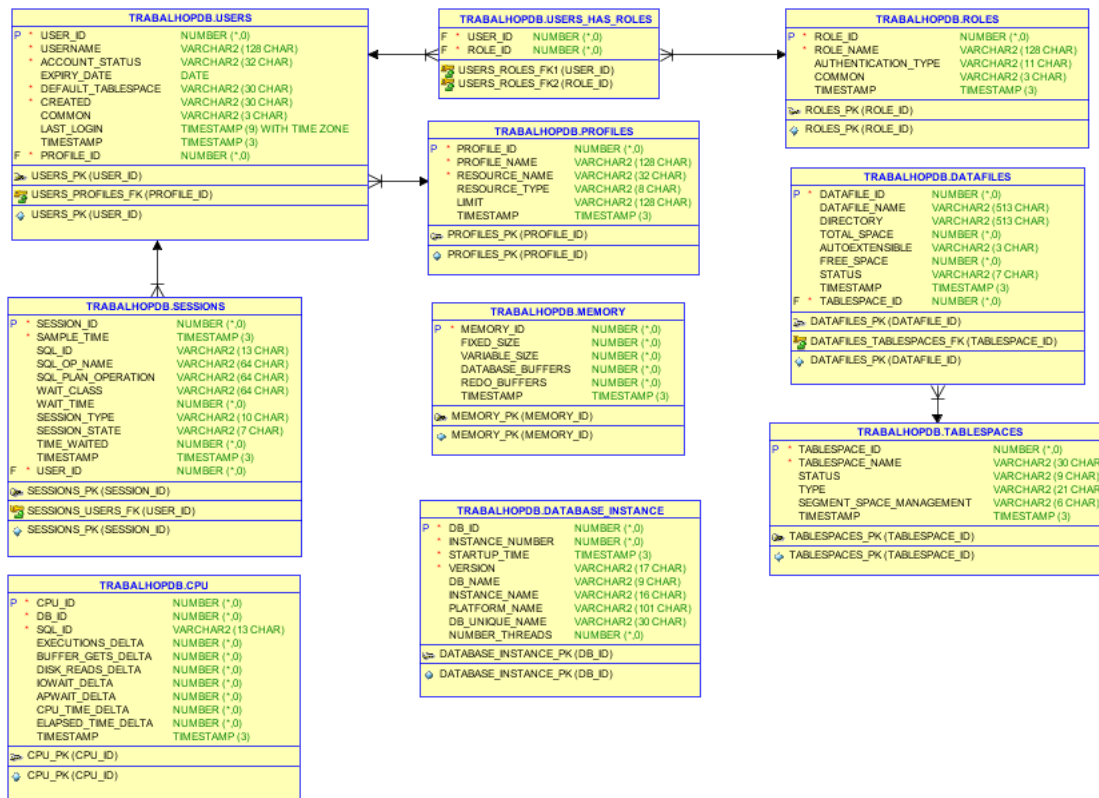 TRABALHOPDB.USERS
P * USER_ID NUMBER (*,0)
* USERNAME VARCHAR2 (128 CHAR)
* ACCOUNT_STATUS VARCHAR2 (32 CHAR)
EXPIRY_DATE DATE
* DEFAULT_TABLESPACE VARCHAR2 (30 CHAR)
* CREATED VARCHAR2 (30 CHAR)
COMMON VARCHAR2 (3 CHAR)
LAST_LOGIN TIMESTAMP (9) WITH TIME ZONE
TIMESTAMP TIMESTAMP (3)
F * PROFILE_ID NUMBER (*,0)
USERS_PK (USER_ID)
USERS_PROFILES_FK (PROFILE_ID)
USERS_PK (USER_ID)
TRABALHOPDB.USERS_HAS_ROLES
F * USER_ID NUMBER (*,0)
F * ROLE_ID NUMBER (*,0)
USERS_ROLES_FK1 (USER_ID)
USERS_ROLES_FK2 (ROLE_ID)
TRABALHOPDB.ROLES
P * ROLE_ID NUMBER (*,0)
* ROLE_NAME VARCHAR2 (128 CHAR)
AUTHENTICATION_TYPE VARCHAR2 (11 CHAR)
COMMON VARCHAR2 (3 CHAR)
TIMESTAMP TIMESTAMP (3)
ROLES_PK (ROLE_ID)
ROLES_PK (ROLE_ID)
TRABALHOPDB.PROFILES
P * PROFILE_ID NUMBER (*,0)
* PROFILE_NAME VARCHAR2 (128 CHAR)
* RESOURCE_NAME VARCHAR2 (32 CHAR)
RESOURCE_TYPE VARCHAR2 (8 CHAR)
LIMIT VARCHAR2 (128 CHAR)
TIMESTAMP TIMESTAMP (3)
PROFILES_PK (PROFILE_ID)
PROFILES_PK (PROFILE_ID)
TRABALHOPDB.DATAFILES
P * DATAFILE_ID NUMBER (*,0)
DATAFILE_NAME VARCHAR2 (513 CHAR)
DIRECTORY VARCHAR2 (513 CHAR)
TOTAL_SPACE NUMBER (*,0)
AUTOEXTENSIBLE VARCHAR2 (3 CHAR)
FREE_SPACE NUMBER (*,0)
STATUS VARCHAR2 (7 CHAR)
TIMESTAMP TIMESTAMP (3)
F * TABLESPACE_ID NUMBER (*,0)
DATAFILES_PK (DATAFILE_ID)
DATAFILES_TABLESPACES_FK (TABLESPACE_ID)
DATAFILES_PK (DATAFILE_ID)
TRABALHOPDB.SESSIONS
P * SESSION_ID NUMBER (*,0)
* SAMPLE_TIME TIMESTAMP (3)
SQL_ID VARCHAR2 (13 CHAR)
SQL_OP_NAME VARCHAR2 (64 CHAR)
SQL_PLAN_OPERATION VARCHAR2 (64 CHAR)
WAIT_CLASS VARCHAR2 (64 CHAR)
WAIT_TIME NUMBER (*,0)
SESSION_TYPE VARCHAR2 (10 CHAR)
SESSION_STATE VARCHAR2 (7 CHAR)
TIME_WAITED NUMBER (*,0)
TIMESTAMP TIMESTAMP (3)
F * USER_ID NUMBER (*,0)
SESSIONS_PK (SESSION_ID)
SESSIONS_USERS_FK (USER_ID)
SESSIONS_PK (SESSION_ID)
TRABALHOPDB.MEMORY
P * MEMORY_ID NUMBER (*,0)
FIXED_SIZE NUMBER (*,0)
VARIABLE_SIZE NUMBER (*,0)
DATABASE_BUFFERS NUMBER (*,0)
REDO_BUFFERS NUMBER (*,0)
TIMESTAMP TIMESTAMP (3)
MEMORY_PK (MEMORY_ID)
MEMORY_PK (MEMORY_ID)
TRABALHOPDB.TABLESPACES
P * TABLESPACE_ID NUMBER (*,0)
* TABLESPACE_NAME VARCHAR2 (30 CHAR
STATUS VARCHAR2 (9 CHAR)
TYPE VARCHAR2 (21 CHAR
SEGMENT_SPACE_MANAGEMENT VARCHAR2 (6 CHAR)
TIMESTAMP TIMESTAMP (3)
TABLESPACES_PK (TABLESPACE_ID)
TABLESPACES_PK (TABLESPACE_ID)
TRABALHOPDB.DATABASE_INSTANCE
P * DB_ID NUMBER (*,0)
* INSTANCE_NUMBER NUMBER (*,0)
* STARTUP_TIME TIMESTAMP (3)
* VERSION VARCHAR2 (17 CHAR)
DB_NAME VARCHAR2 (9 CHAR)
INSTANCE_NAME VARCHAR2 (16 CHAR)
PLATFORM_NAME VARCHAR2 (101 CHAR)
DB_UNIQUE_NAME VARCHAR2 (30 CHAR)
NUMBER_THREADS NUMBER (*,0)
DATABASE_INSTANCE_PK (DB_ID)
DATABASE_INSTANCE_PK (DB_ID)
TRABALHOPDB.CPU
P * CPU_ID NUMBER (*,0)
* DB_ID NUMBER (*,0)
* SQL_ID VARCHAR2 (13 CHAR)
EXECUTIONS_DELTA NUMBER (*,0)
BUFFER_GETS_DELTA NUMBER (*,0)
DISK_READS_DELTA NUMBER (*,0)
IOWAIT_DELTA NUMBER (*,0)
APWAIT_DELTA NUMBER (*,0)
CPU_TIME_DELTA NUMBER (*,0)
ELAPSED_TIME_DELTA NUMBER (*,0)
TIMESTAMP TIMESTAMP (3)
CPU_PK (CPU_ID)
CPU_PK (CPU_ID)